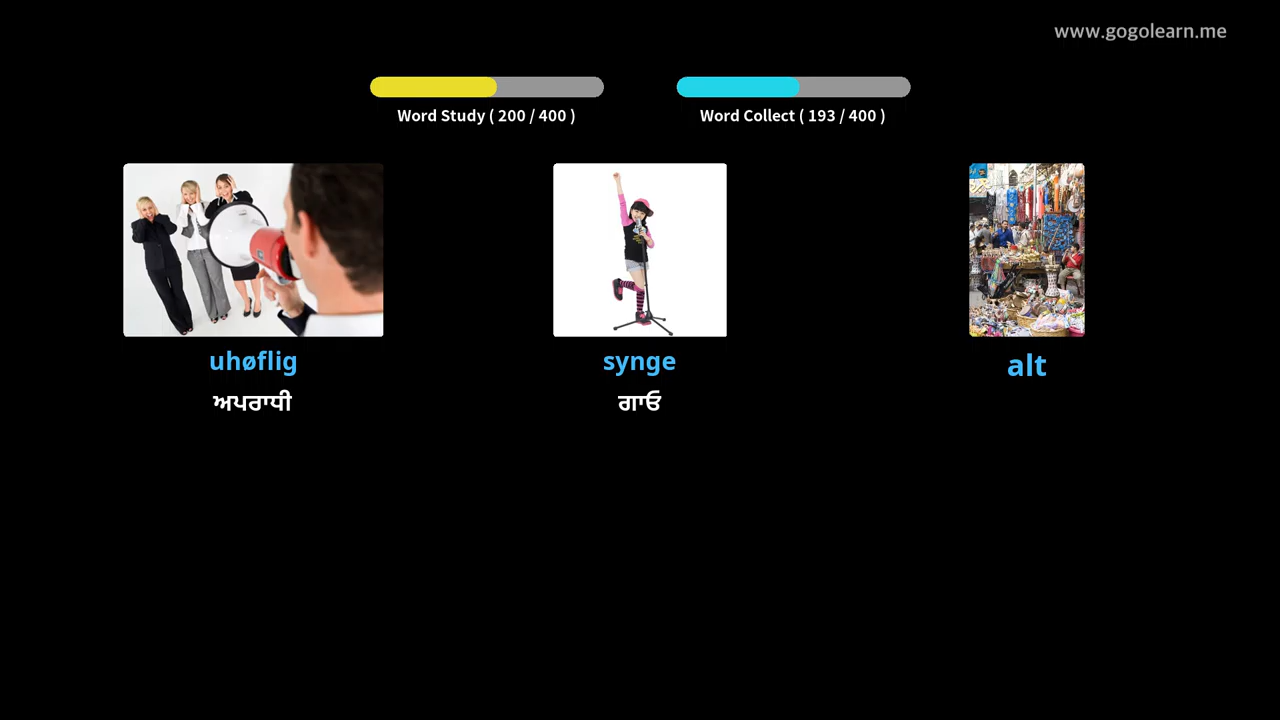 www.gogolearn.me
Word Study ( 200 / 400 )
Word Collect ( 193 / 400 )
uhøflig
synge
alt
ਅਪਰਾਧੀ
ਗਾਓ